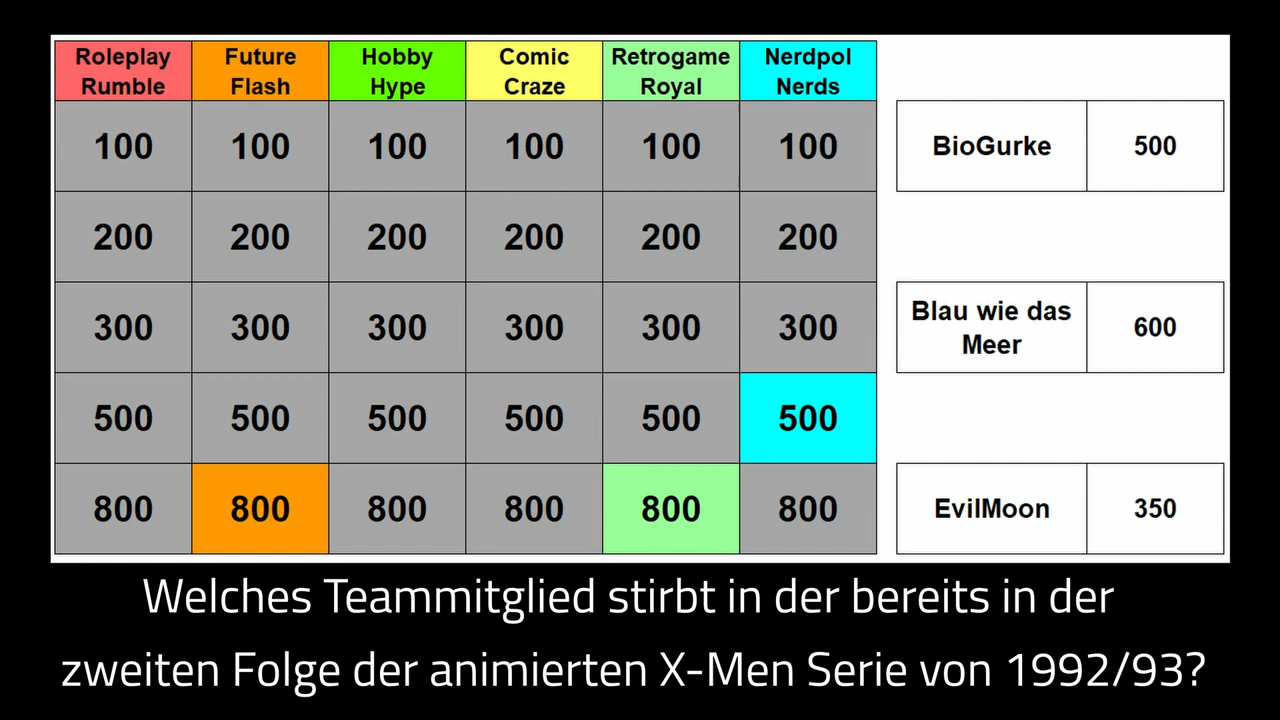 Roleplay Rumble Future Flash Hobby Hype Comic Craze Retrogame Royal Nerdpol Nerds
100 100 100 100 100 100 BioGurke 500
200 200 200 200 200 200
300 300 300 300 300 300 Blau wie das Meer 600
500 500 500 500 500 500
800 800 800 800 800 800 EvilMoon 350
Welches Teammitglied stirbt in der bereits in der
zweiten Folge der animierten X-Men Serie von 1992/93?